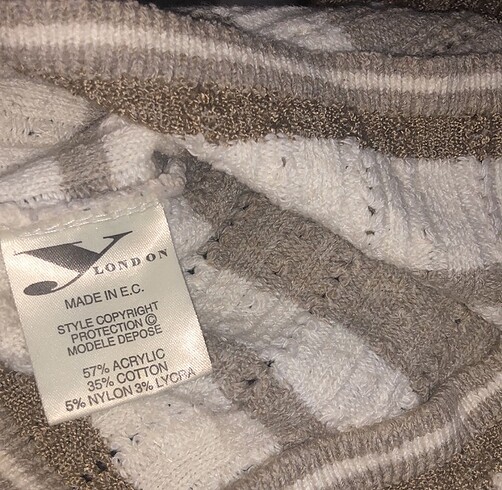 y
LONDON
MADE IN E.C.
STYLE COPYRIGHT
PROTECTION ©
MODELE DEPOSE
57% ACRYLIC
35% COTTON
5% NYLON 3% LYCRA